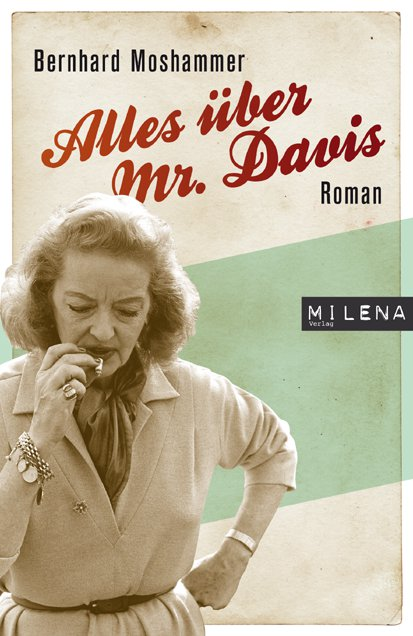 Bernhard Moshammer
Alles über
Mr. Davis
Roman
MILENA
Verlag